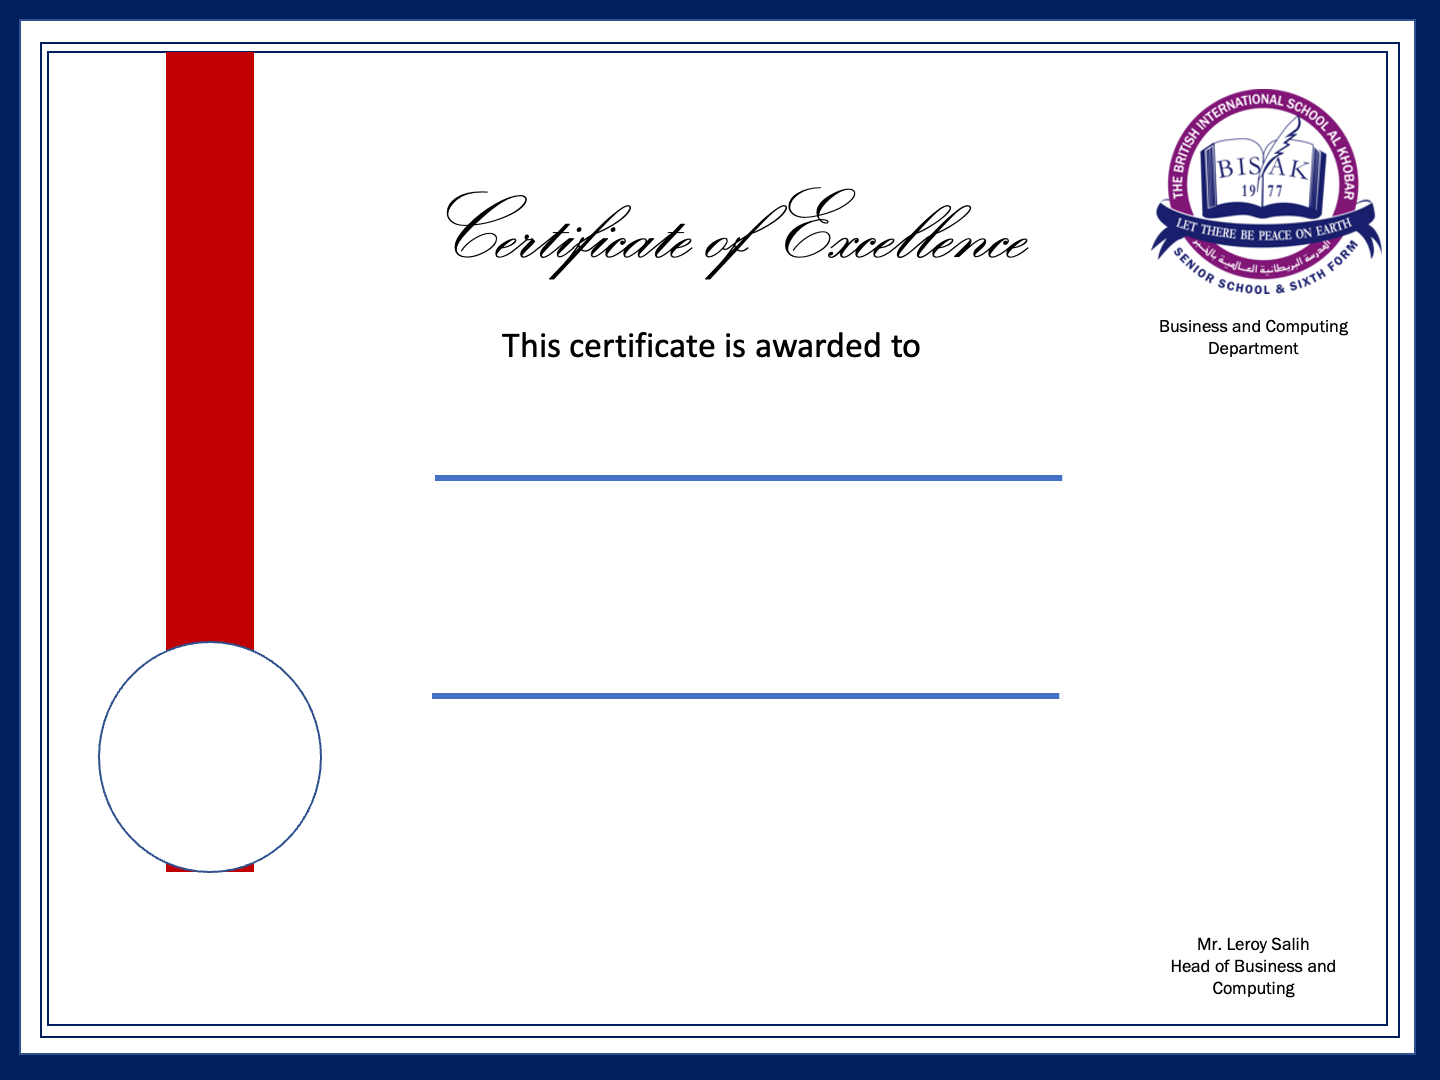 THE BRITISH INTERNATIONAL SCHOOL AL KHOBAR
BISAK
1977
LET THERE BE PEACE ON EARTH
المدرسة البريطانية العالمية بالخبر
SENIOR SCHOOL & SIXTH FORM
Certificate of Excellence
Business and Computing
Department
This certificate is awarded to
Mr. Leroy Salih
Head of Business and
Computing